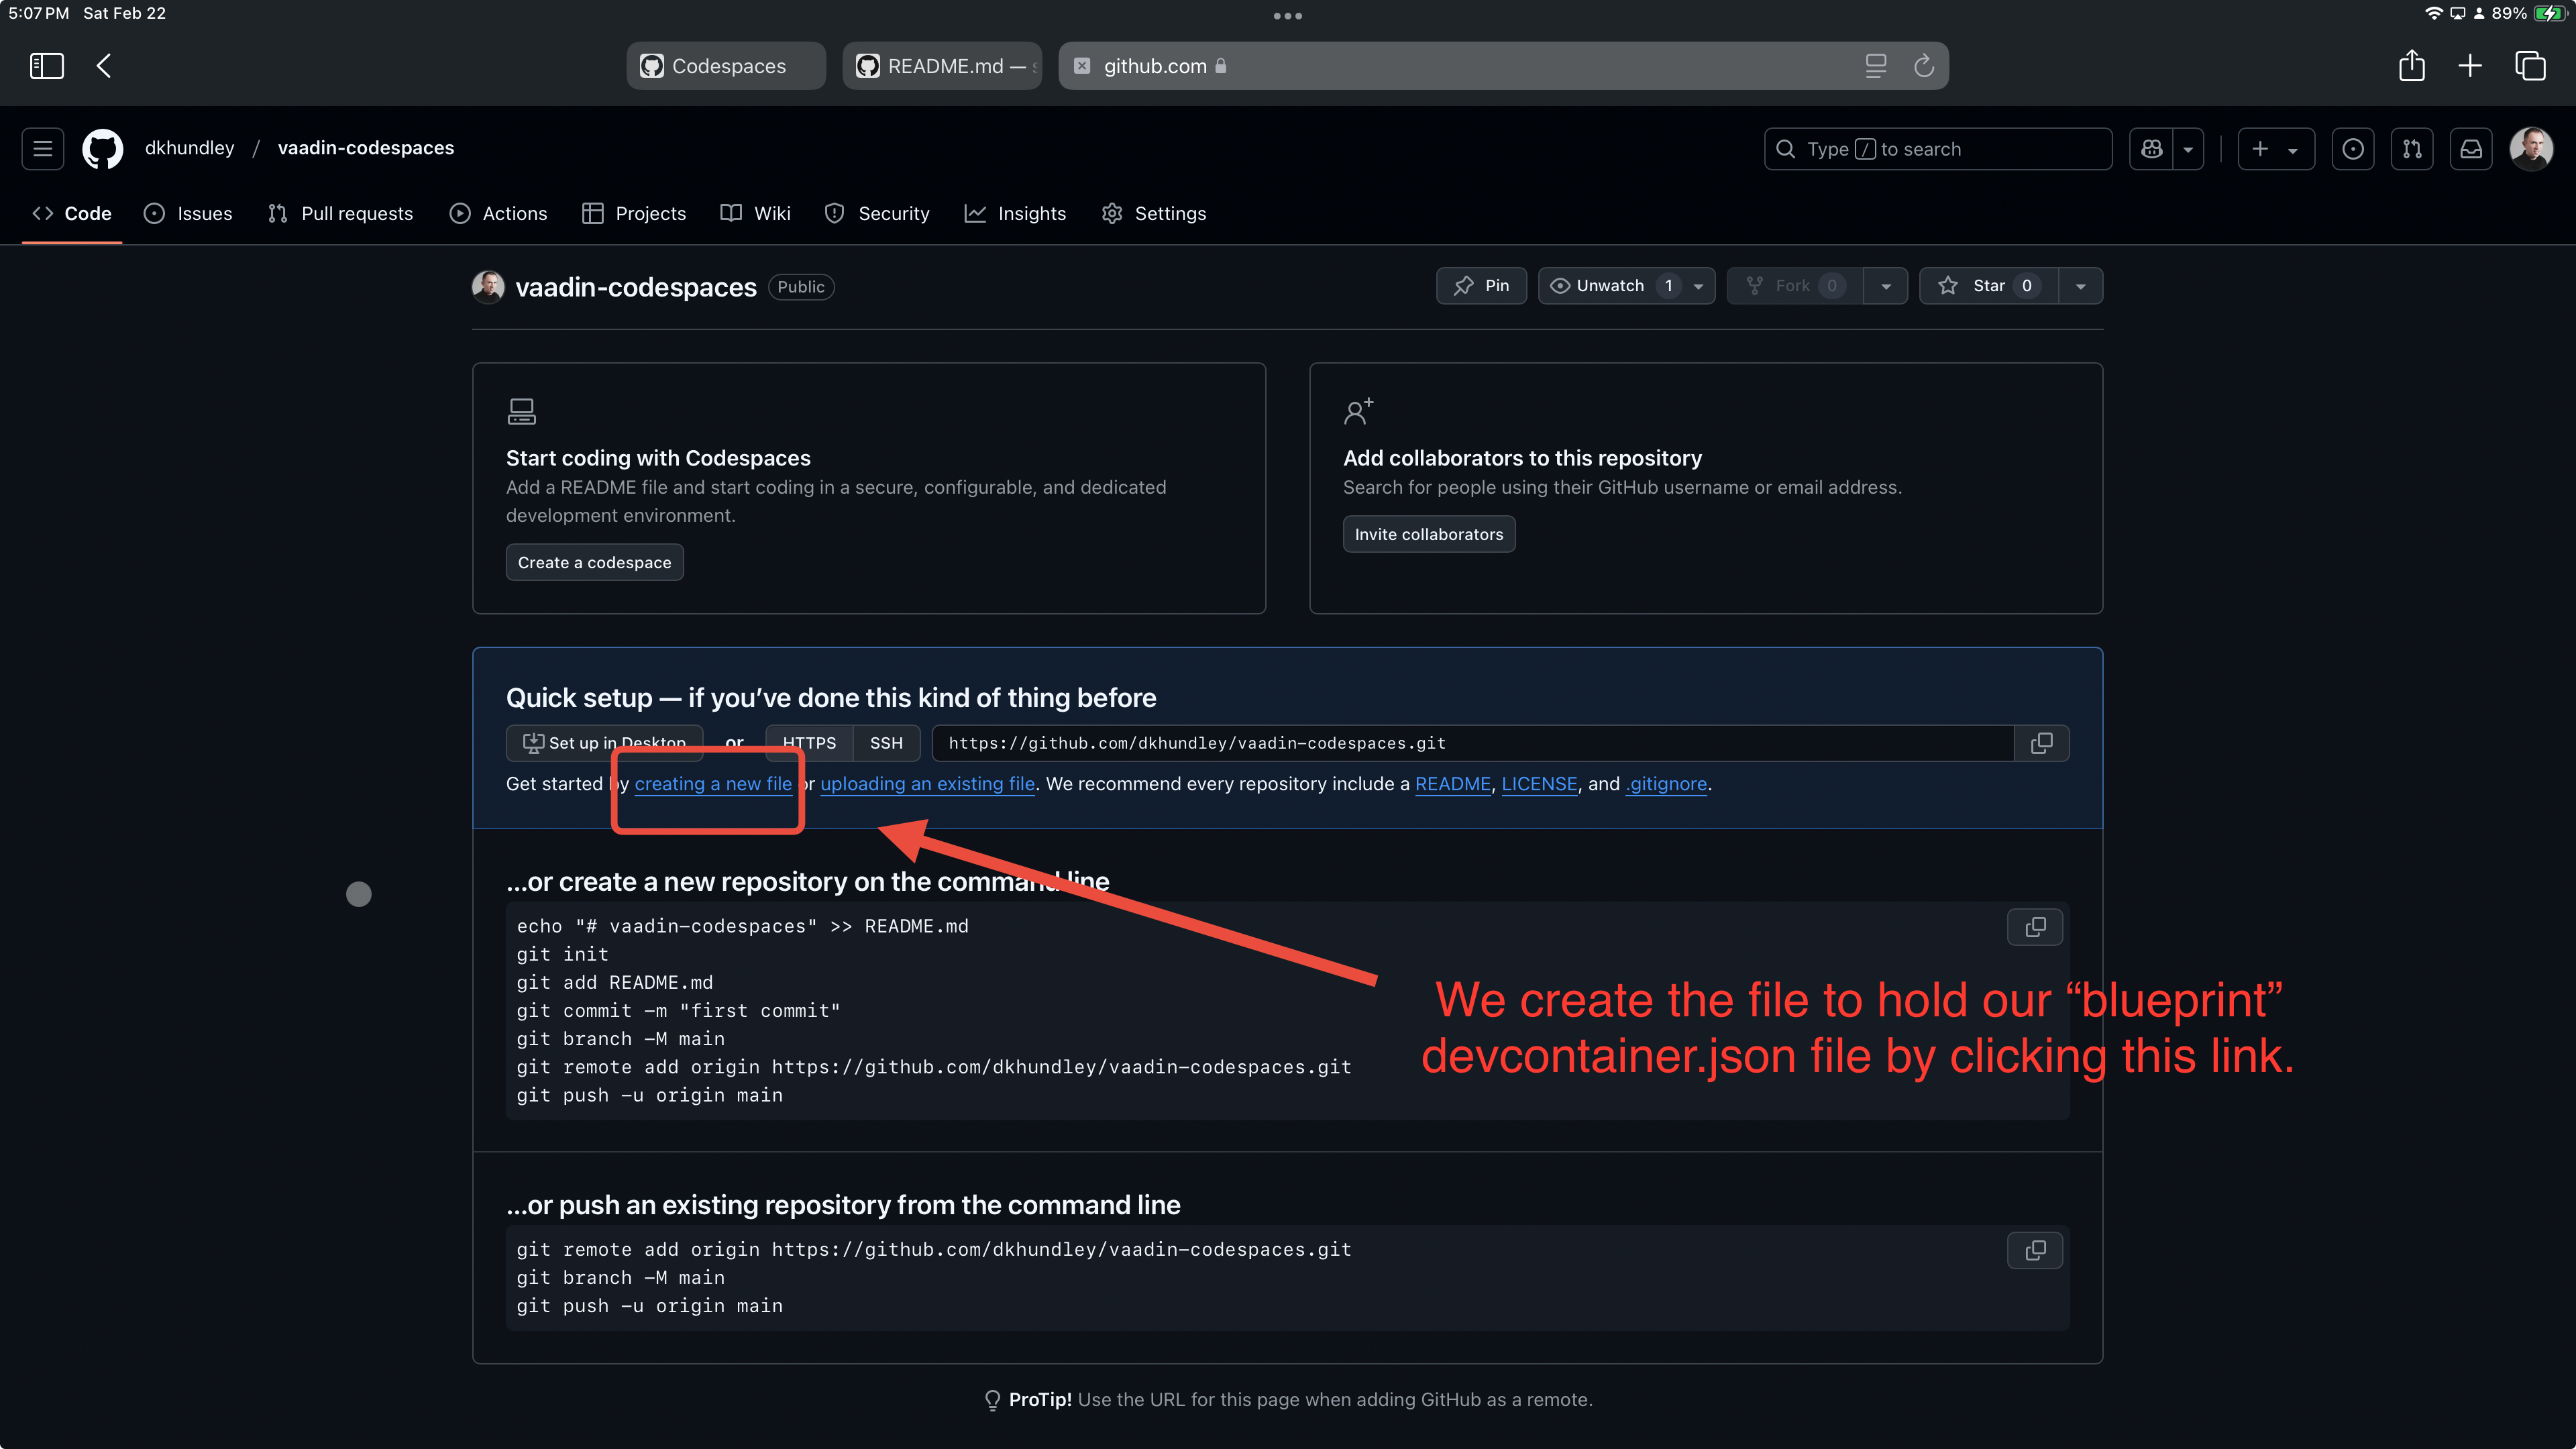 5:07 PM Sat Feb 22
89%
Codespaces
README.md —
github.com
dkhundley / vaadin-codespaces
Type / to search
Code Issues Pull requests Actions Projects Wiki Security Insights Settings
vaadin-codespaces Public
Pin Unwatch 1 Fork 0 Star 0
Start coding with Codespaces
Add a README file and start coding in a secure, configurable, and dedicated
development environment.
Create a codespace
Add collaborators to this repository
Search for people using their GitHub username or email address.
Invite collaborators
Quick setup — if you’ve done this kind of thing before
Set up in Desktop or HTTPS SSH https://github.com/dkhundley/vaadin-codespaces.git
Get started by creating a new file or uploading an existing file. We recommend every repository include a README, LICENSE, and .gitignore.
…or create a new repository on the command line
echo "# vaadin-codespaces" >> README.md
git init
git add README.md
git commit -m "first commit"
git branch -M main
git remote add origin https://github.com/dkhundley/vaadin-codespaces.git
git push -u origin main
We create the file to hold our “blueprint”
devcontainer.json file by clicking this link.
…or push an existing repository from the command line
git remote add origin https://github.com/dkhundley/vaadin-codespaces.git
git branch -M main
git push -u origin main
ProTip! Use the URL for this page when adding GitHub as a remote.